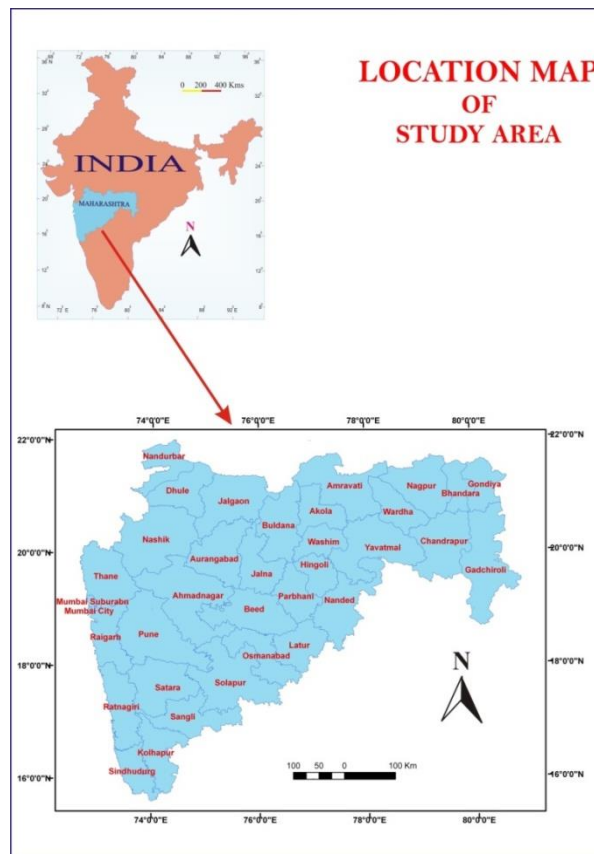 LOCATION MAP
OF
STUDY AREA
0 200 400 Kms
INDIA
MAHARASHTRA
N
74°0'0"E 76°0'0"E 78°0'0"E 80°0'0"E
22°0'0"N
22°0'0"N
20°0'0"N
20°0'0"N
18°0'0"N
18°0'0"N
16°0'0"N
16°0'0"N
Nandurbar
Dhule
Jalgaon
Buldana
Amravati
Akola
Nagpur
Bhandara
Gondiya
Wardha
Nashik
Washim
Yavatmal
Chandrapur
Aurangabad
Hingoli
Gadchiroli
Thane
Jalna
Ahmadnagar
Parbhani
Nanded
Mumbai Suburabn
Mumbai City
Beed
Raigarh
Pune
Latur
Osmanabad
Satara
Solapur
Ratnagiri
Sangli
Kolhapur
Sindhudurg
N
100 50 0 100 Km
74°0'0"E 76°0'0"E 78°0'0"E 80°0'0"E